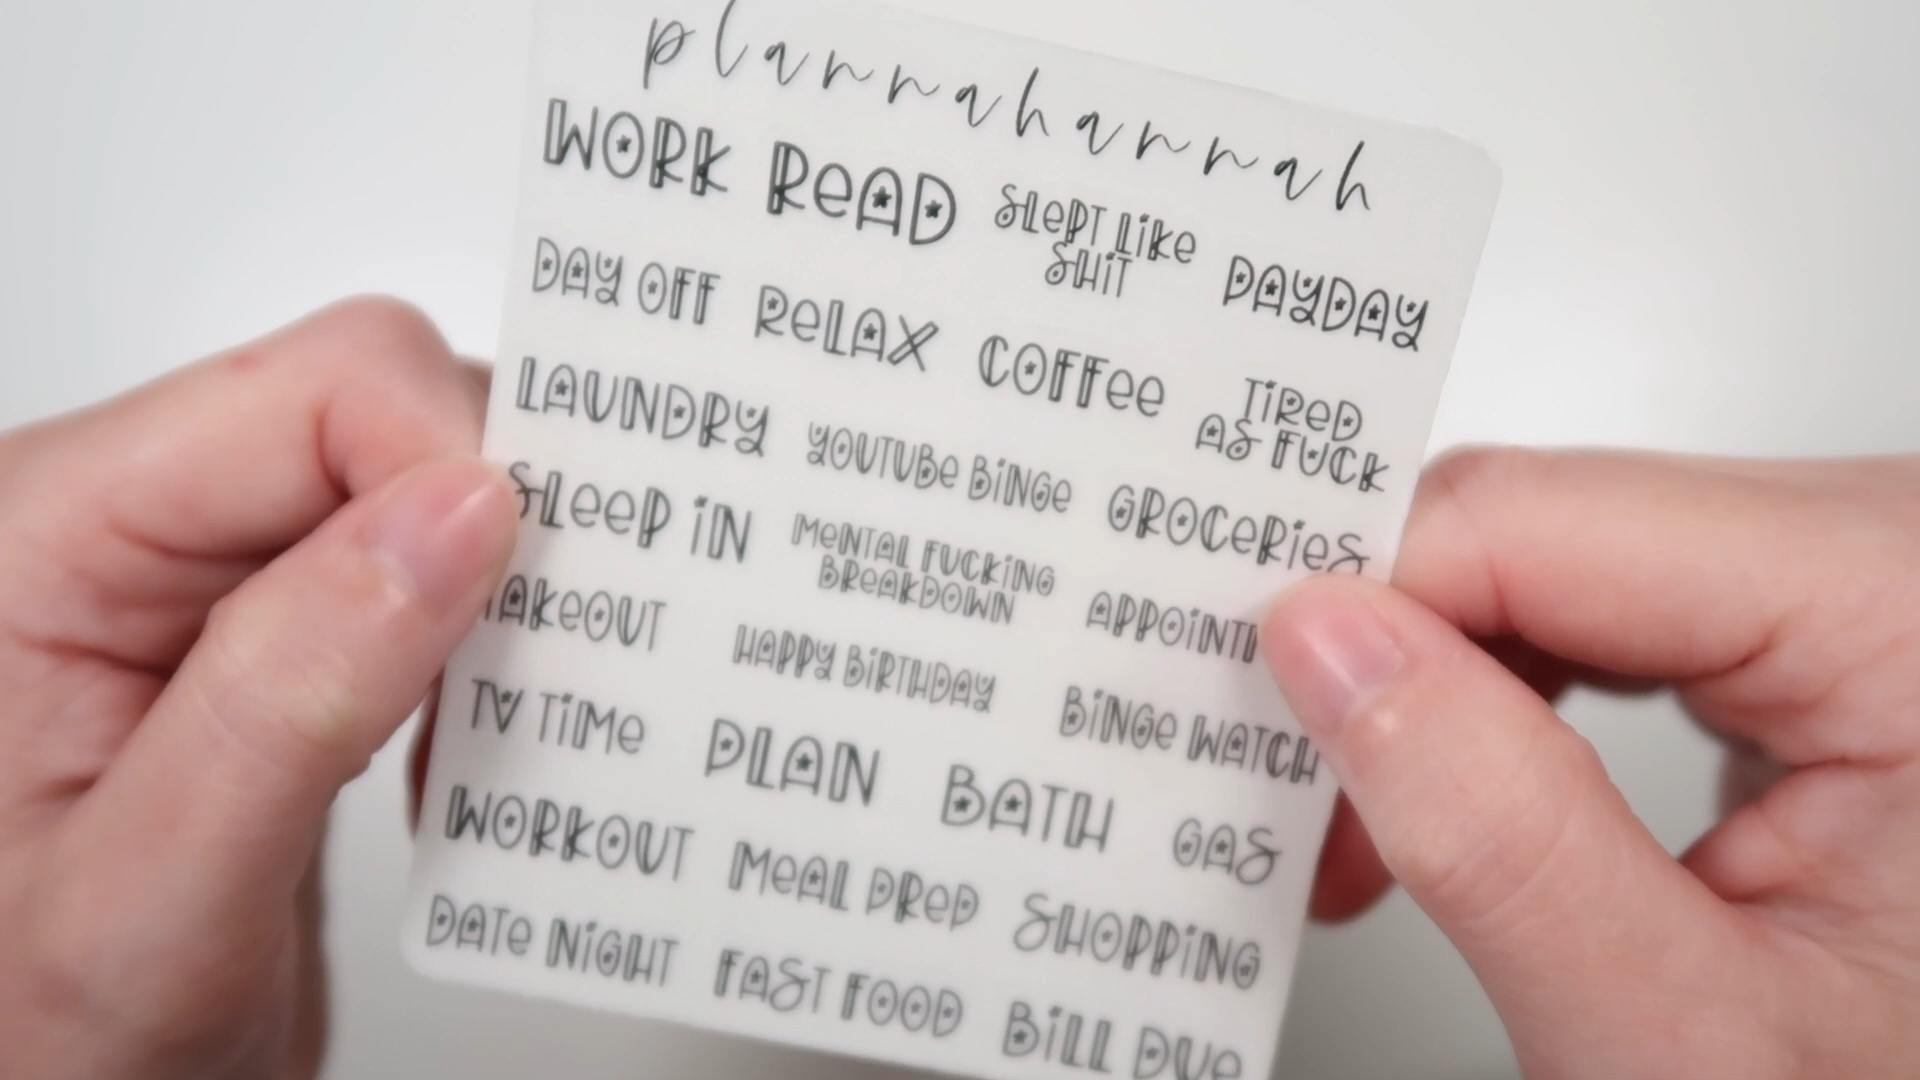 plannahannah
WORK READ SLEPT LIKE SHIT PAYDAY
DAY OFF RELAX COFFEE TIRED AS FUCK
LAUNDRY YOUTUBE BINGE GROCERIES
SLEEP IN MENTAL FUCKING BREAKDOWN
TAKEOUT HAPPY BIRTHDAY BINGE WATCH
TV TIME PLAN BATH GAS
WORKOUT MEAL PREP SHOPPING
DATE NIGHT FAST FOOD BILL DUE